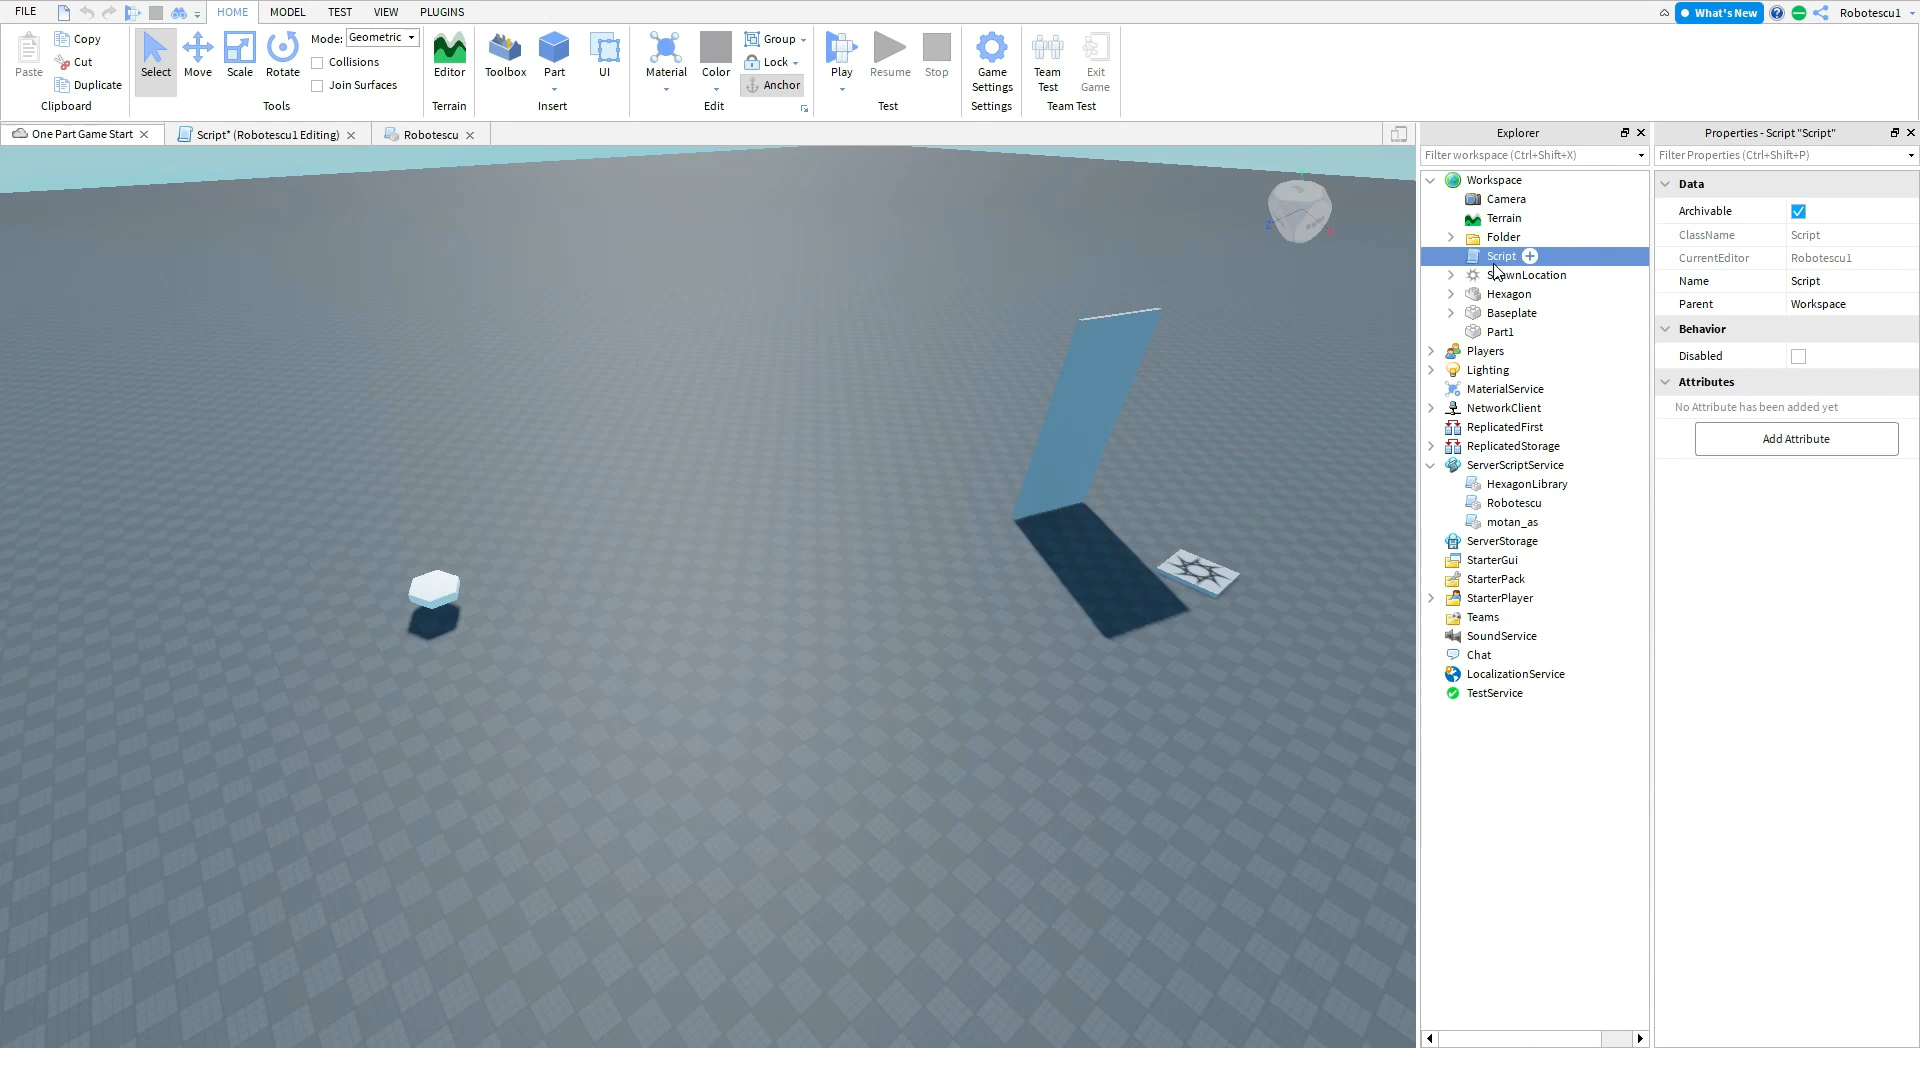 FILE HOME MODEL TEST VIEW PLUGINS What's New Robotescu1
Copy
Cut
Duplicate
Paste
Clipboard
Select Move Scale Rotate
Mode: Geometric
Collisions
Join Surfaces
Tools
Editor
Terrain
Toolbox Part UI
Insert
Material Color
Group
Lock
Anchor
Edit
Play Resume Stop
Test
Game
Settings
Settings
Team
Test
Exit
Game
Team Test
One Part Game Start
Script* (Robotescu1 Editing)
Robotescu
Explorer
Filter workspace (Ctrl+Shift+X)
Workspace
Camera
Terrain
Folder
Script
SpawnLocation
Hexagon
Baseplate
Part1
Players
Lighting
MaterialService
NetworkClient
ReplicatedFirst
ReplicatedStorage
ServerScriptService
HexagonLibrary
Robotescu
motan_as
ServerStorage
StarterGui
StarterPack
StarterPlayer
Teams
SoundService
Chat
LocalizationService
TestService
Properties - Script "Script"
Filter Properties (Ctrl+Shift+P)
Data
Archivable
ClassName Script
CurrentEditor Robotescu1
Name Script
Parent Workspace
Behavior
Disabled
Attributes
No Attribute has been added yet
Add Attribute